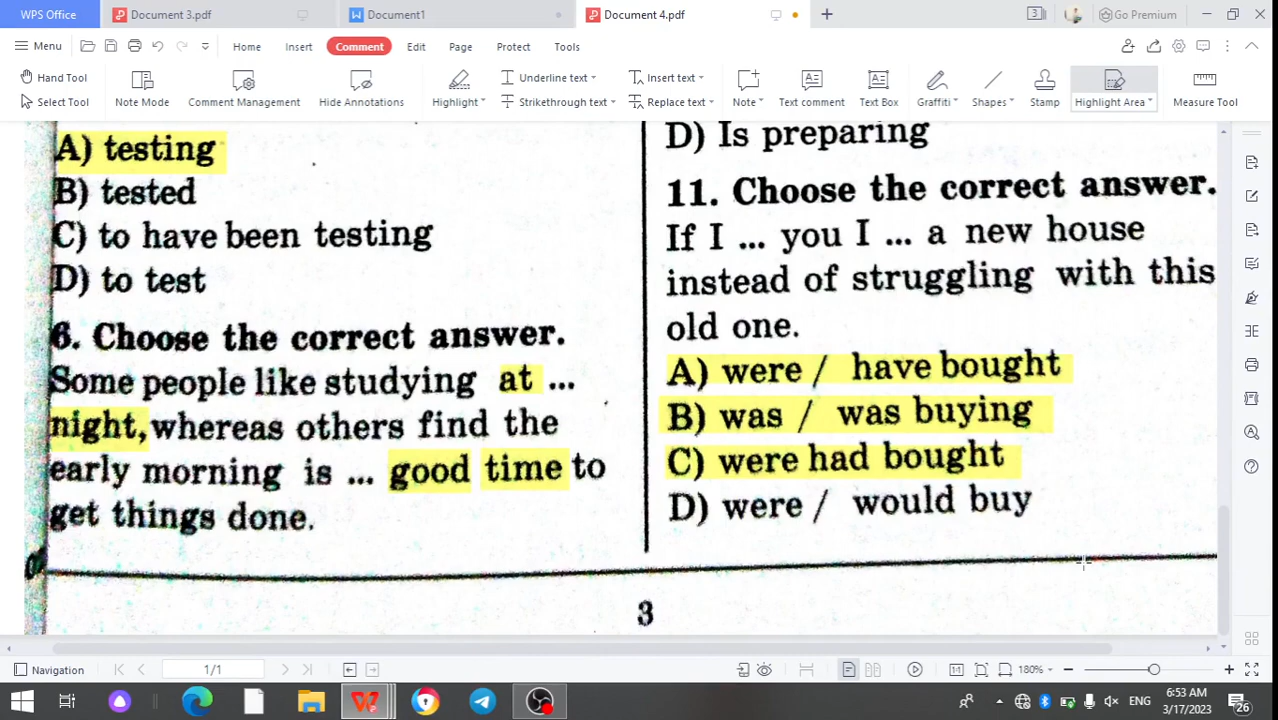 WPS Office
Document 3.pdf
Document1
Document 4.pdf
3
Go Premium
Menu
Home
Insert
Comment
Edit
Page
Protect
Tools
Hand Tool
Select Tool
Note Mode
Comment Management
Hide Annotations
Highlight
Underline text
Strikethrough text
Insert text
Replace text
Note
Text comment
Text Box
Graffiti
Shapes
Stamp
Highlight Area
Measure Tool
A) testing
B) tested
C) to have been testing
D) to test
6. Choose the correct answer.
Some people like studying at ...
night, whereas others find the
early morning is ... good time to
get things done.
D) Is preparing
11. Choose the correct answer.
If I ... you I ... a new house
instead of struggling with this
old one.
A) were / have bought
B) was / was buying
C) were had bought
D) were / would buy
3
Navigation
1/1
180%
ENG
6:53 AM
3/17/2023
26